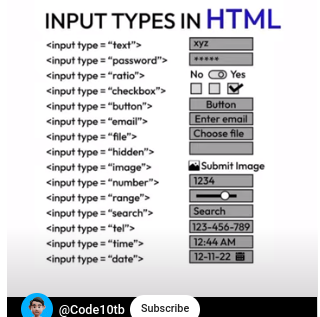 INPUT TYPES IN HTML
<input type = “text”> xyz
<input type = “password”> *****
<input type = “ratio”> No Yes
<input type = “checkbox”>
<input type = “button”> Button
<input type = “email”> Enter email
<input type = “file”> Choose file
<input type = “hidden”>
<input type = “image”> Submit Image
<input type = “number”> 1234
<input type = “range”>
<input type = “search”> Search
<input type = “tel”> 123-456-789
<input type = “time”> 12:44 AM
<input type = “date”> 12-11-22
@Code10tb Subscribe